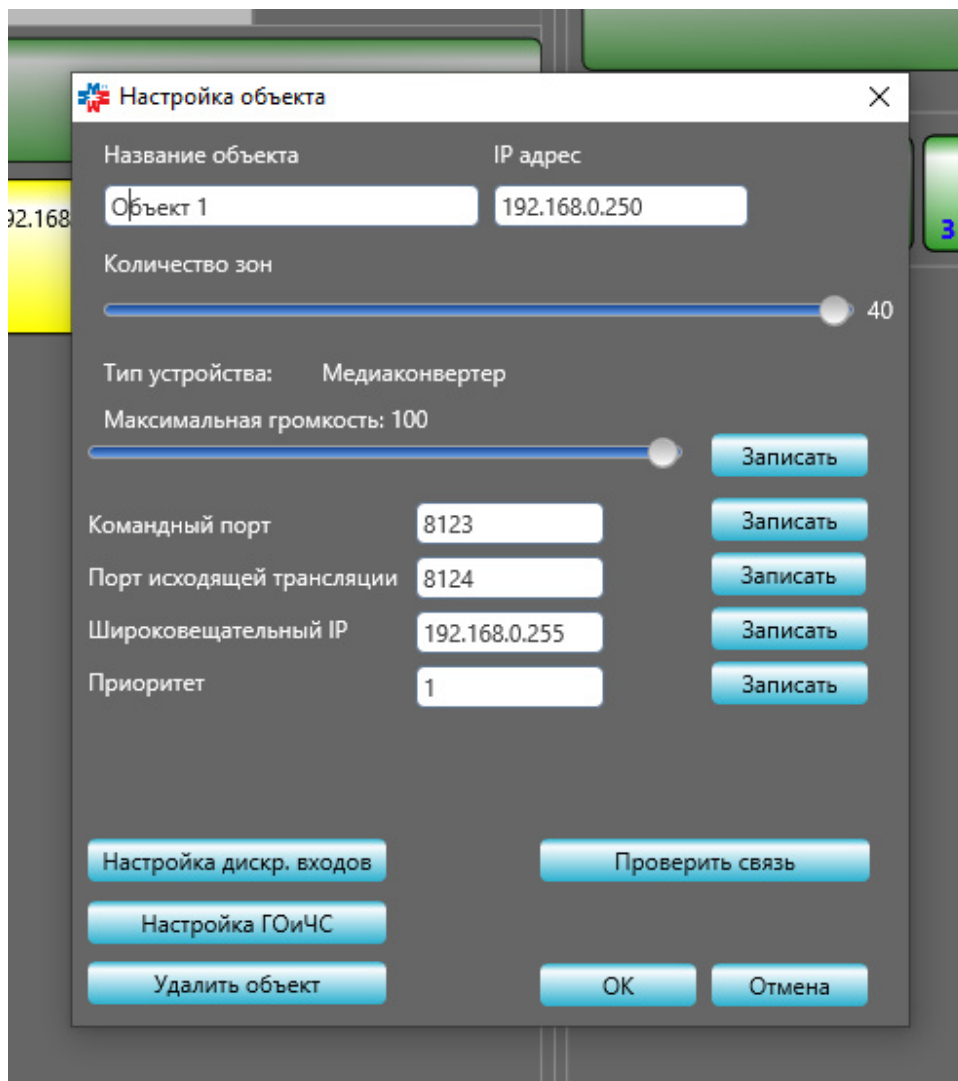 Настройка объекта
Название объекта IP адрес
Объект 1 192.168.0.250
92.168
3
Количество зон
40
Тип устройства: Медиаконвертер
Максимальная громкость: 100
Записать
Командный порт 8123 Записать
Порт исходящей трансляции 8124 Записать
Широковещательный IP 192.168.0.255 Записать
Приоритет 1 Записать
Настройка дискр. входов Проверить связь
Настройка ГОиЧС
Удалить объект OK Отмена